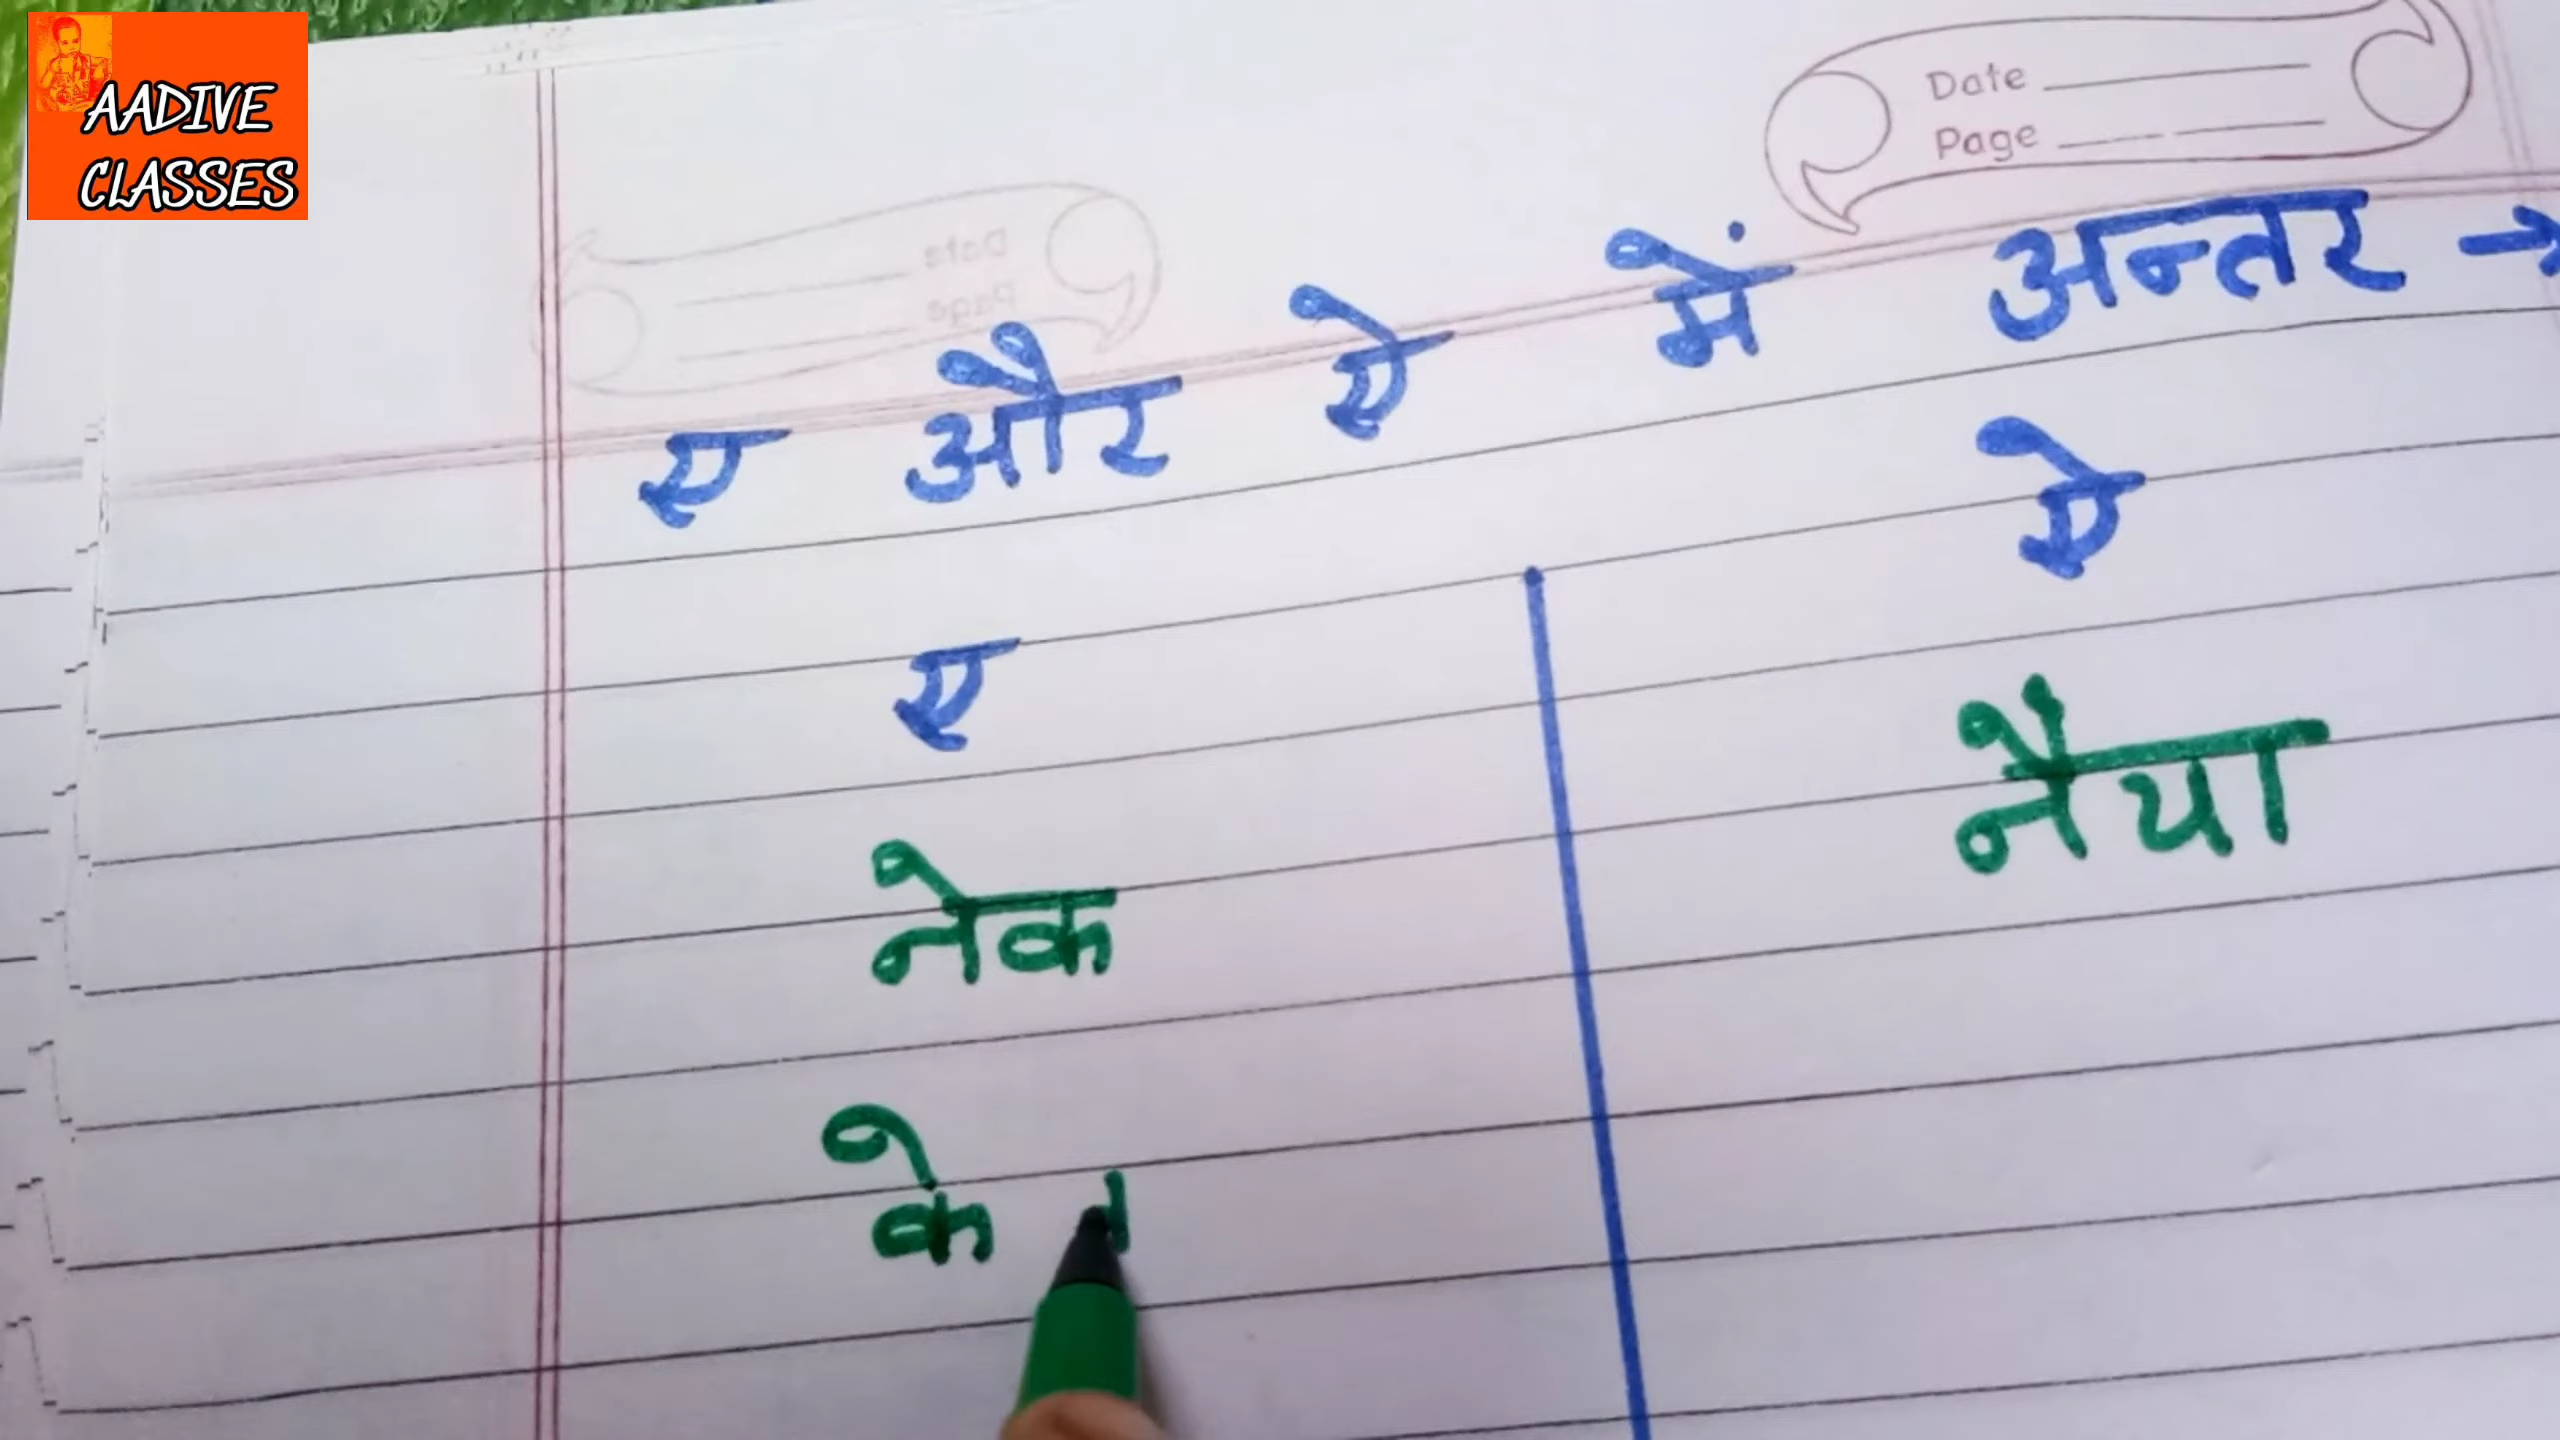 AADIVE
CLASSES
Date
Page
ए और ऐ में अन्तर →
ए ऐ
नेक नैया
के